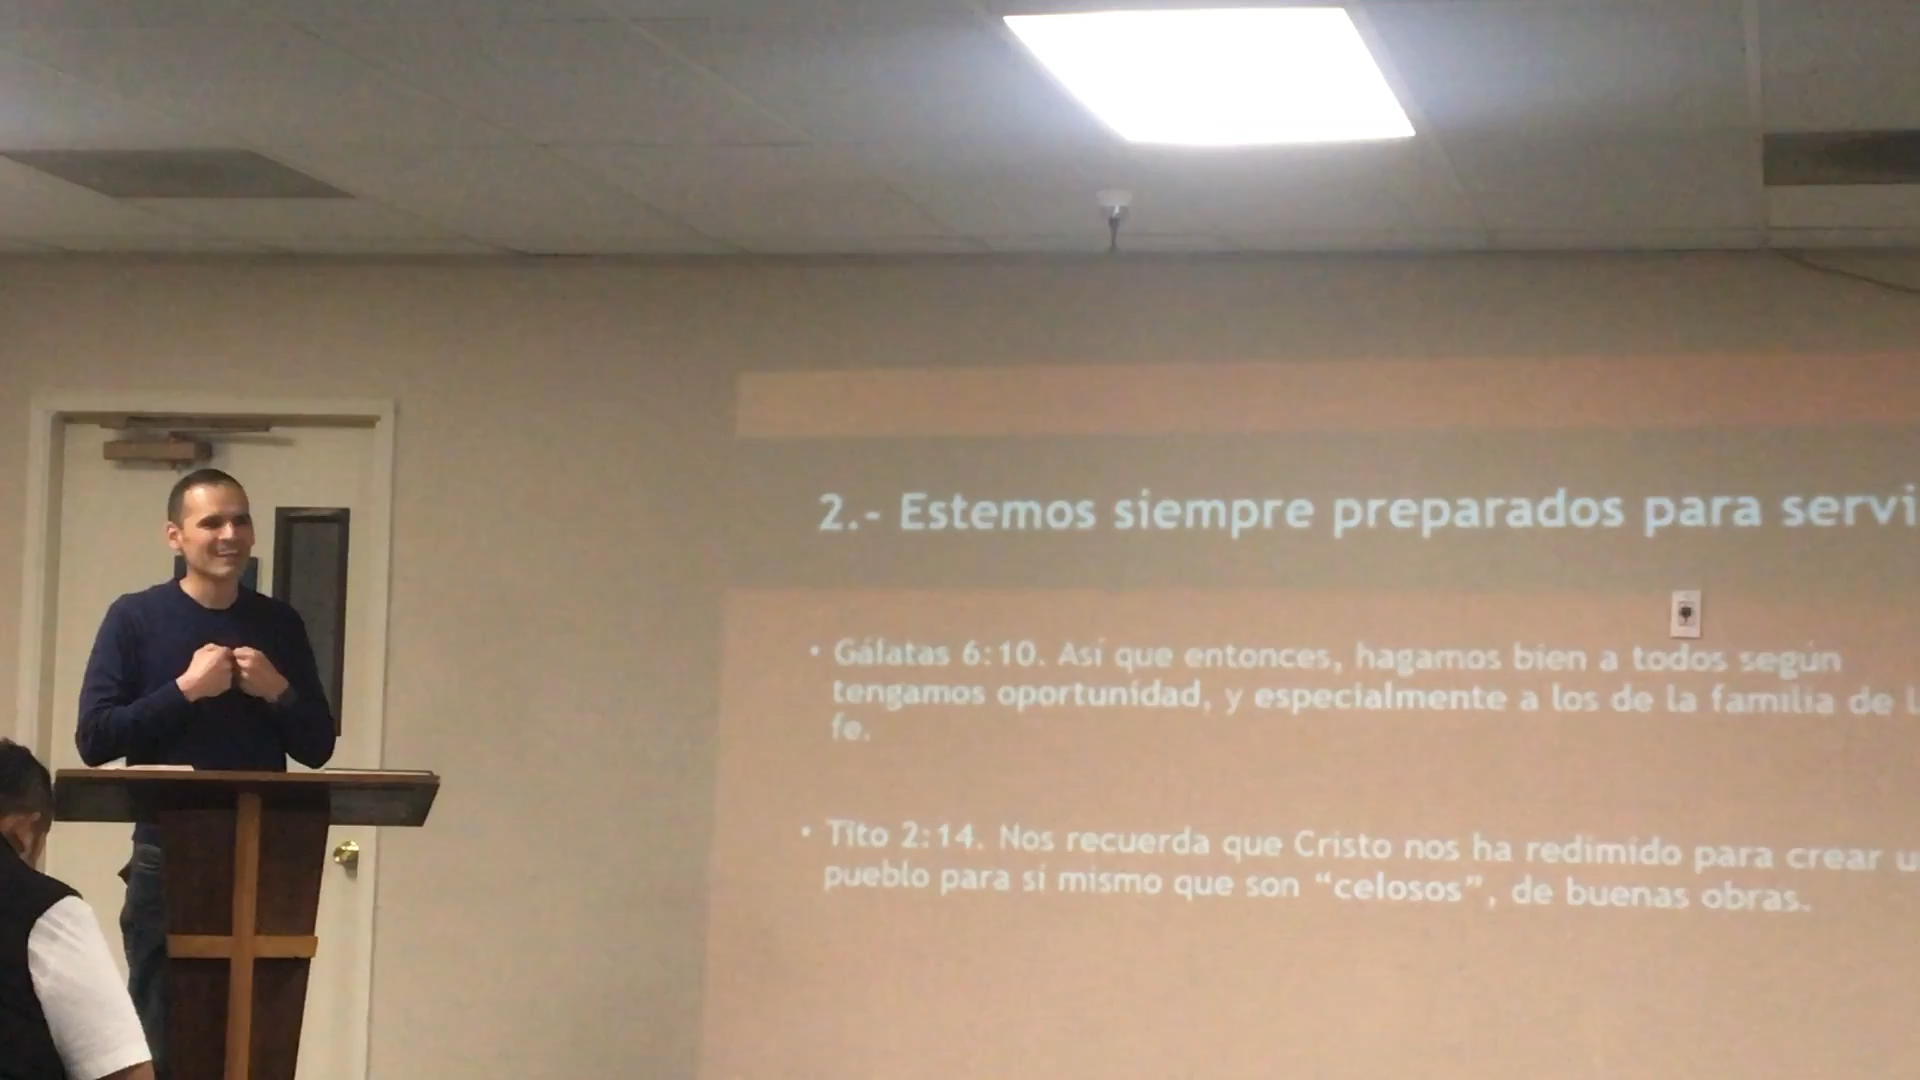 2.- Estemos siempre preparados para servi
• Gálatas 6:10. Así que entonces, hagamos bien a todos según
tengamos oportunidad, y especialmente a los de la familia de l
fe.
• Tito 2:14. Nos recuerda que Cristo nos ha redimido para crear u
pueblo para sí mismo que son “celosos”, de buenas obras.